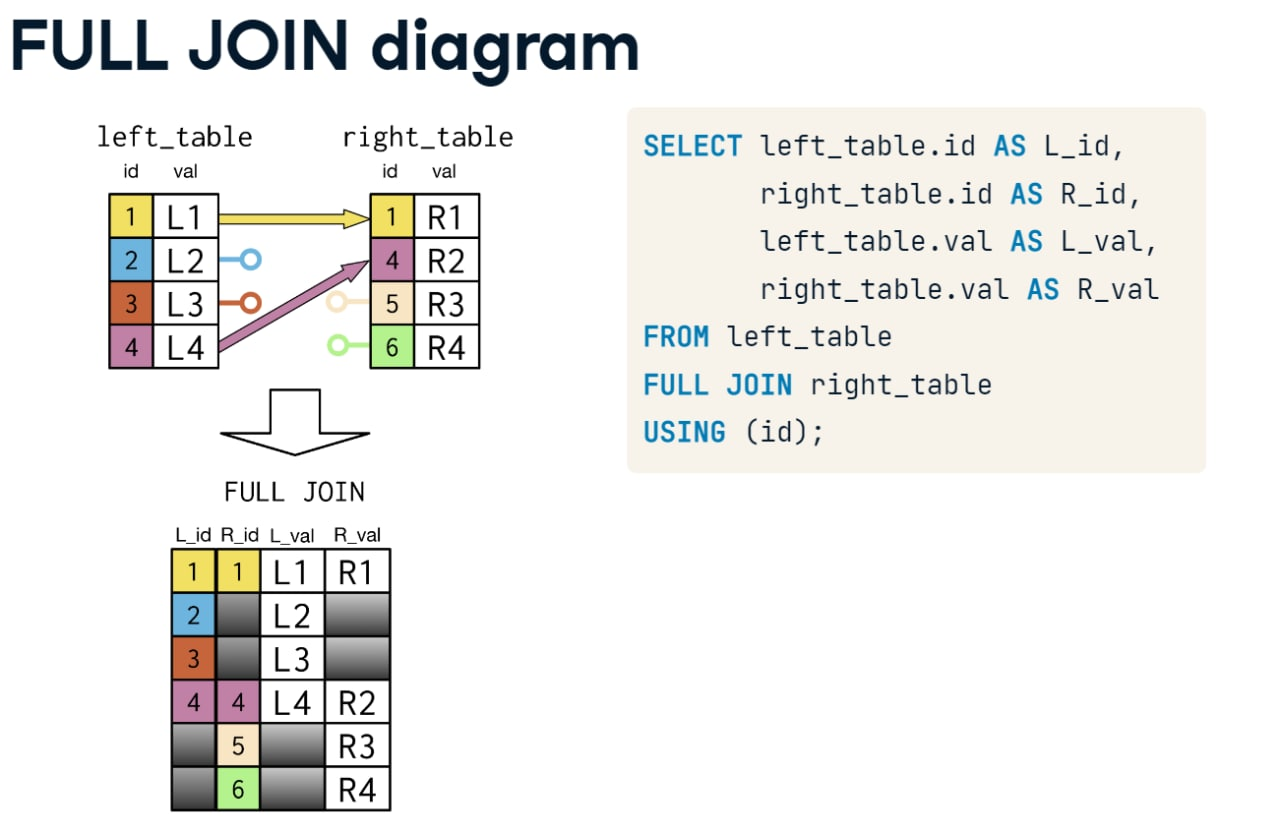 FULL JOIN diagram
left_table right_table
id val id val
1 L1 1 R1
2 L2 4 R2
3 L3 5 R3
4 L4 6 R4
FULL JOIN
L_id R_id L_val R_val
1 1 L1 R1
2 L2
3 L3
4 4 L4 R2
5 R3
6 R4
SELECT left_table.id AS L_id,
right_table.id AS R_id,
left_table.val AS L_val,
right_table.val AS R_val
FROM left_table
FULL JOIN right_table
USING (id);